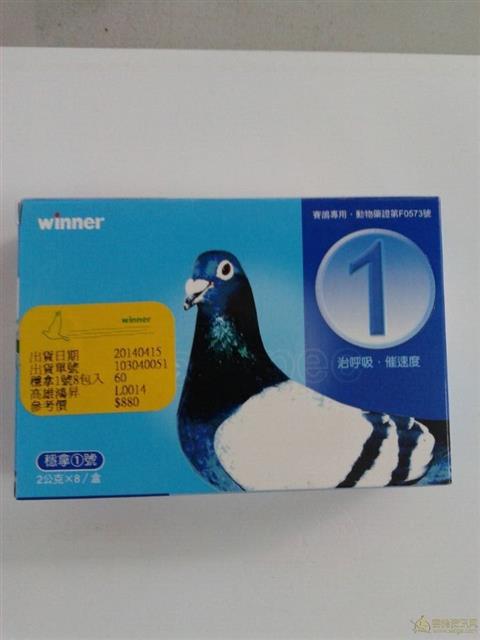 winner
賽鴿專用．動物藥證第F0573號
1
治呼吸．催速度
winner
出貨日期 20140415
出貨單號 103040051
穩拿1號8包入 60
高雄鴻昇 L0014
參考價 $880
穩拿①號
2公克×8／盒